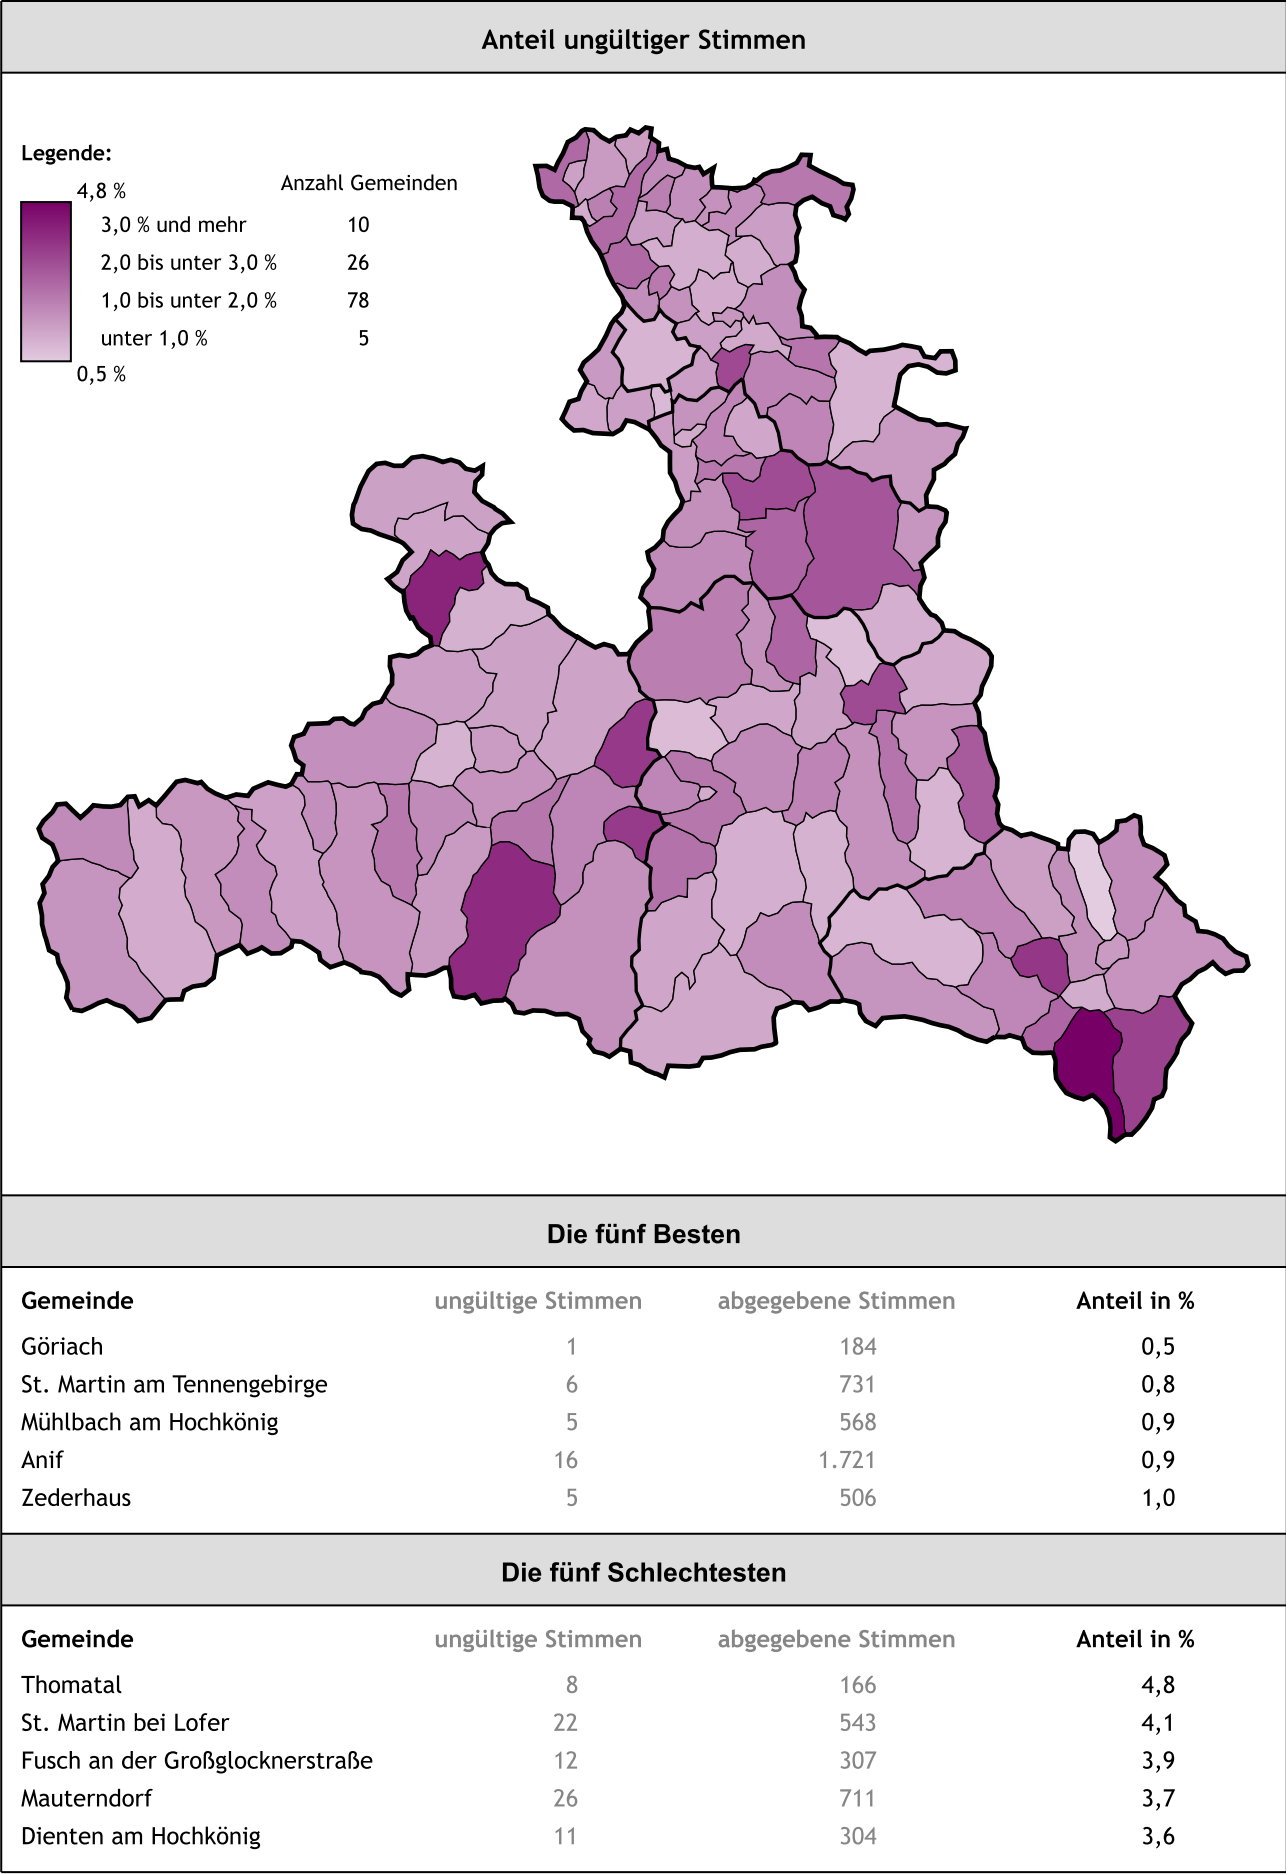 Anteil ungültiger Stimmen
Legende:
4,8 %
Anzahl Gemeinden
3,0 % und mehr 10
2,0 bis unter 3,0 % 26
1,0 bis unter 2,0 % 78
unter 1,0 % 5
0,5 %
Die fünf Besten
Gemeinde ungültige Stimmen abgegebene Stimmen Anteil in %
Göriach 1 184 0,5
St. Martin am Tennengebirge 6 731 0,8
Mühlbach am Hochkönig 5 568 0,9
Anif 16 1.721 0,9
Zederhaus 5 506 1,0
Die fünf Schlechtesten
Gemeinde ungültige Stimmen abgegebene Stimmen Anteil in %
Thomatal 8 166 4,8
St. Martin bei Lofer 22 543 4,1
Fusch an der Großglocknerstraße 12 307 3,9
Mauterndorf 26 711 3,7
Dienten am Hochkönig 11 304 3,6